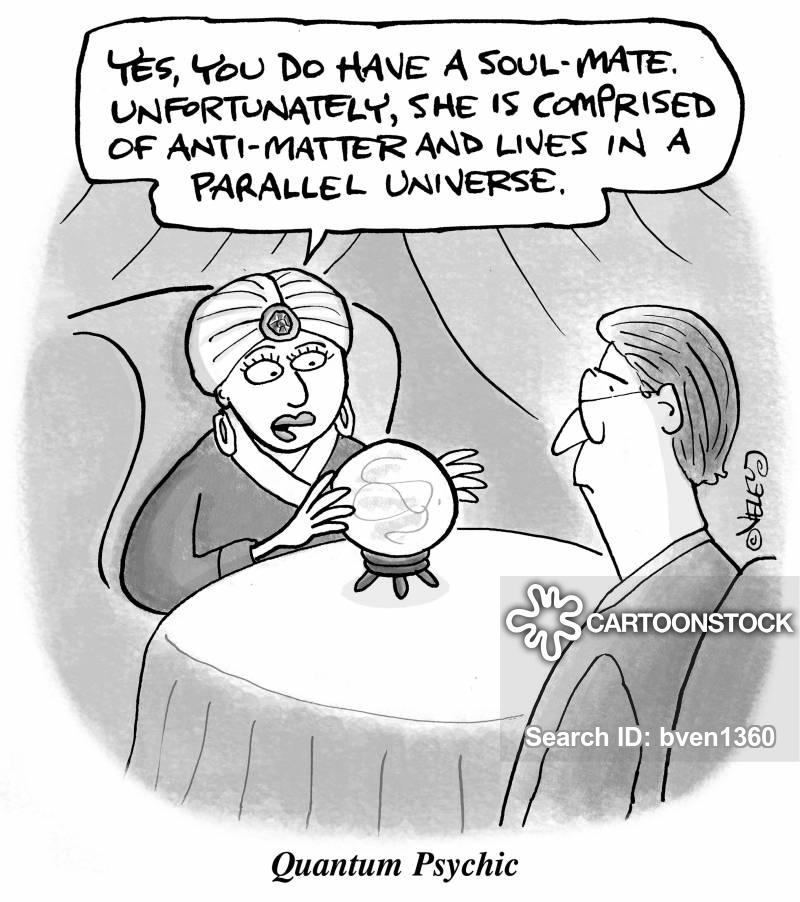 YES, YOU DO HAVE A SOUL-MATE.
UNFORTUNATELY, SHE IS COMPRISED
OF ANTI-MATTER AND LIVES IN A
PARALLEL UNIVERSE.
©VELEY
CARTOONSTOCK
Search ID: bven1360
Quantum Psychic